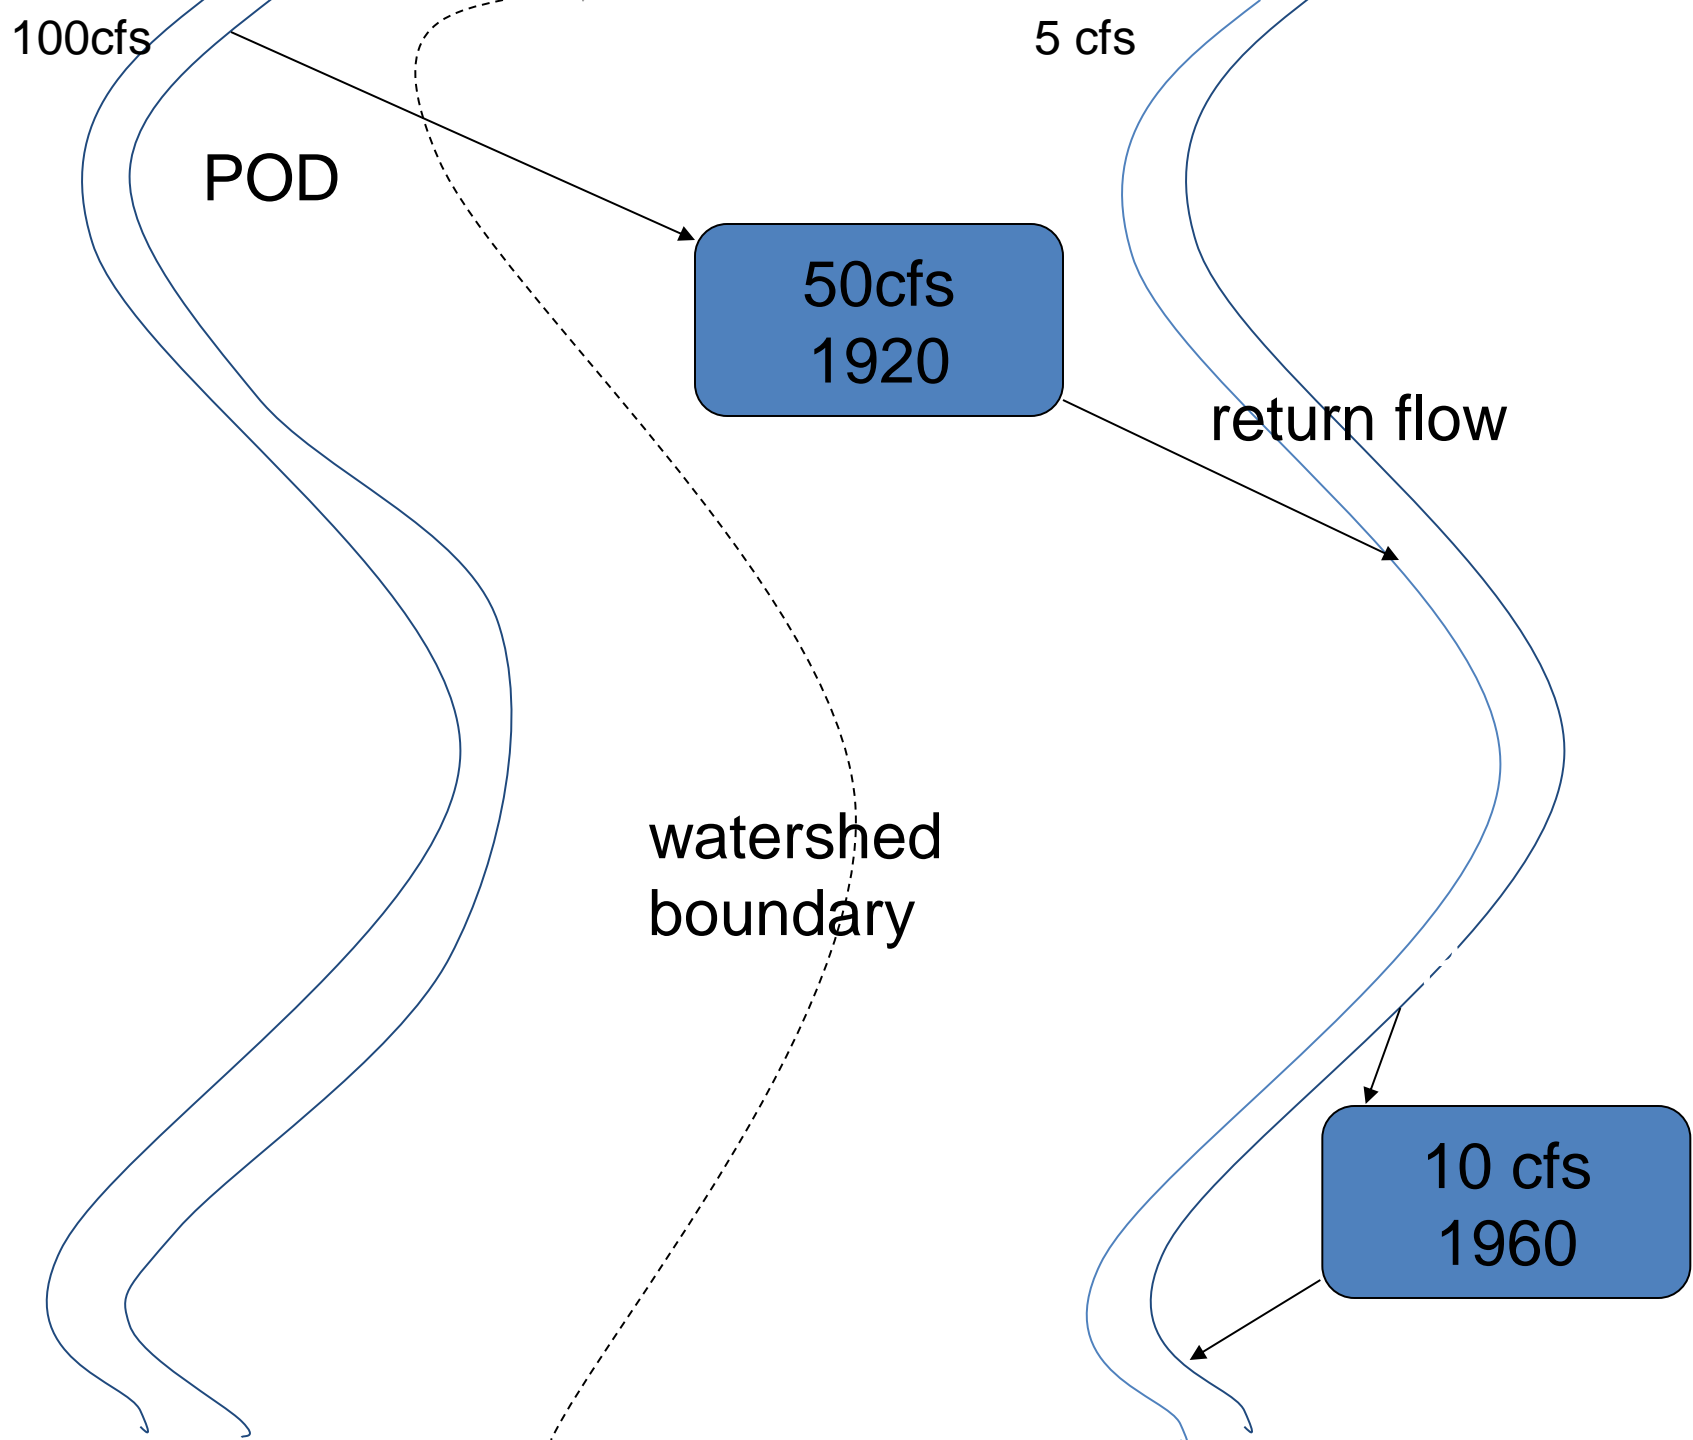 100cfs
5 cfs
POD
50cfs
1920
return flow
watershed
boundary
10 cfs
1960